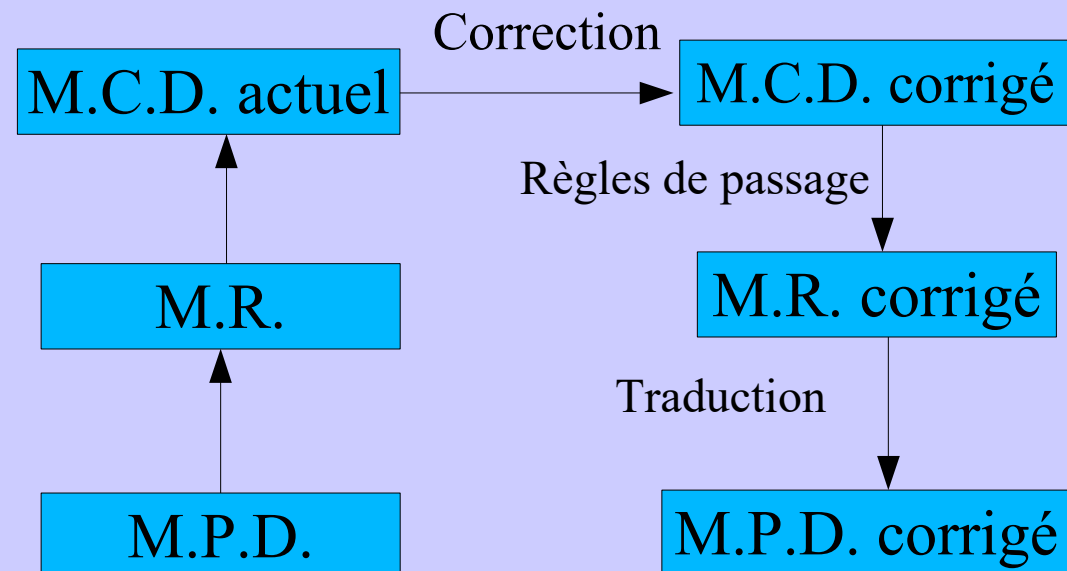 Correction
M.C.D. actuel
M.C.D. corrigé
Règles de passage
M.R.
M.R. corrigé
Traduction
M.P.D.
M.P.D. corrigé